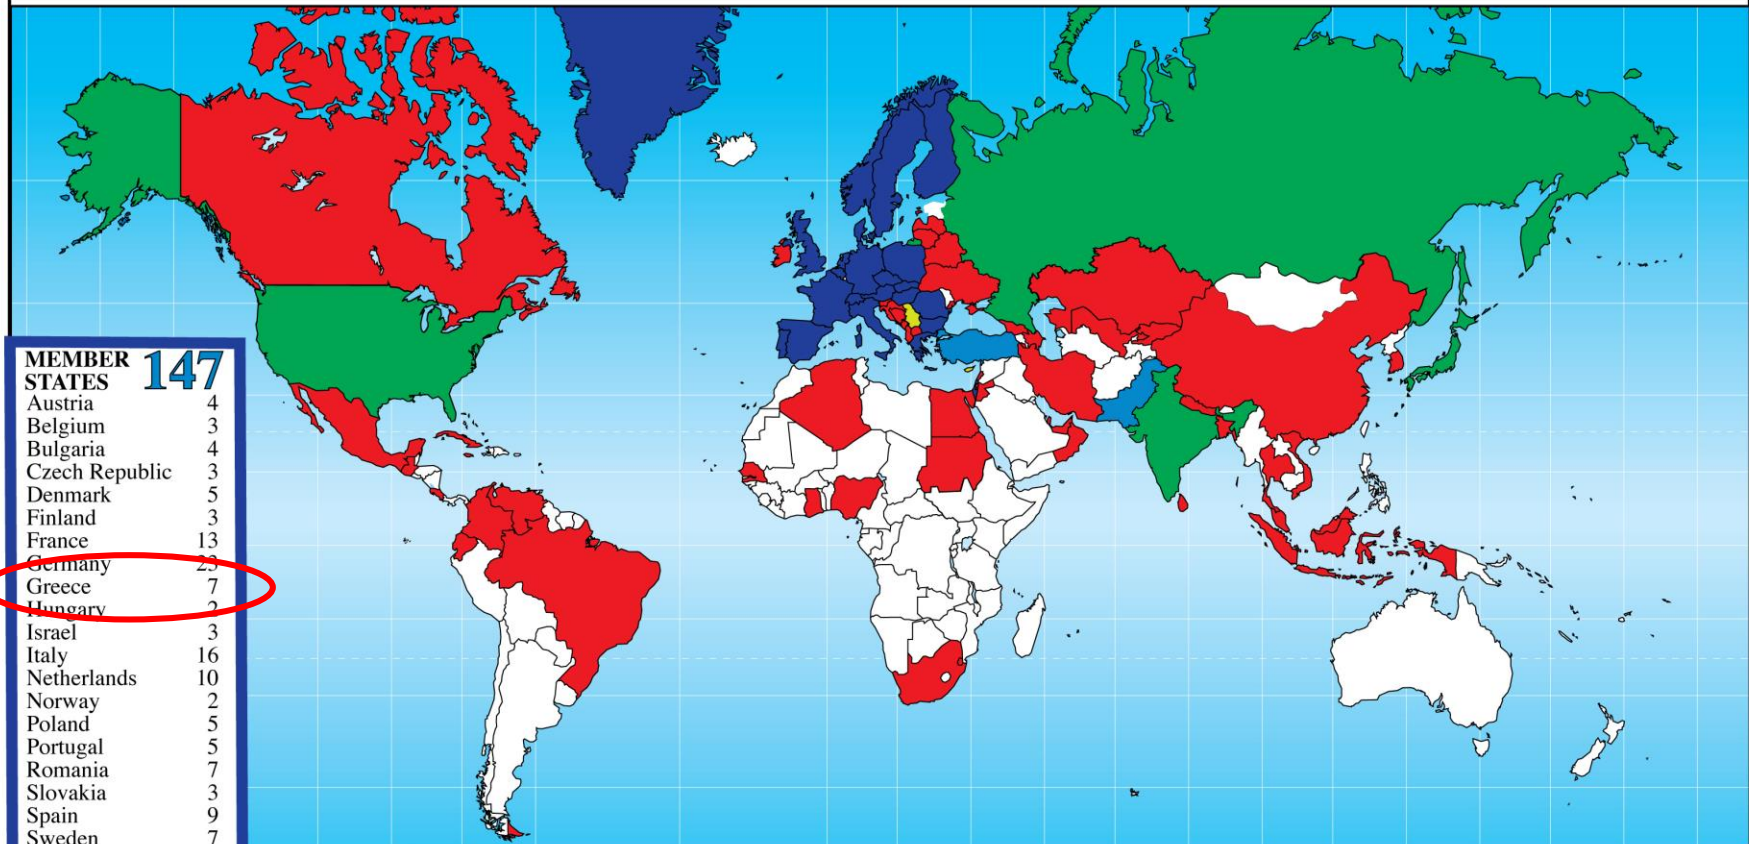 MEMBER STATES 147
Austria 4
Belgium 3
Bulgaria 4
Czech Republic 3
Denmark 5
Finland 3
France 13
Germany 23
Greece 7
Hungary 2
Israel 3
Italy 16
Netherlands 10
Norway 2
Poland 5
Portugal 5
Romania 7
Slovakia 3
Spain 9
Sweden 7